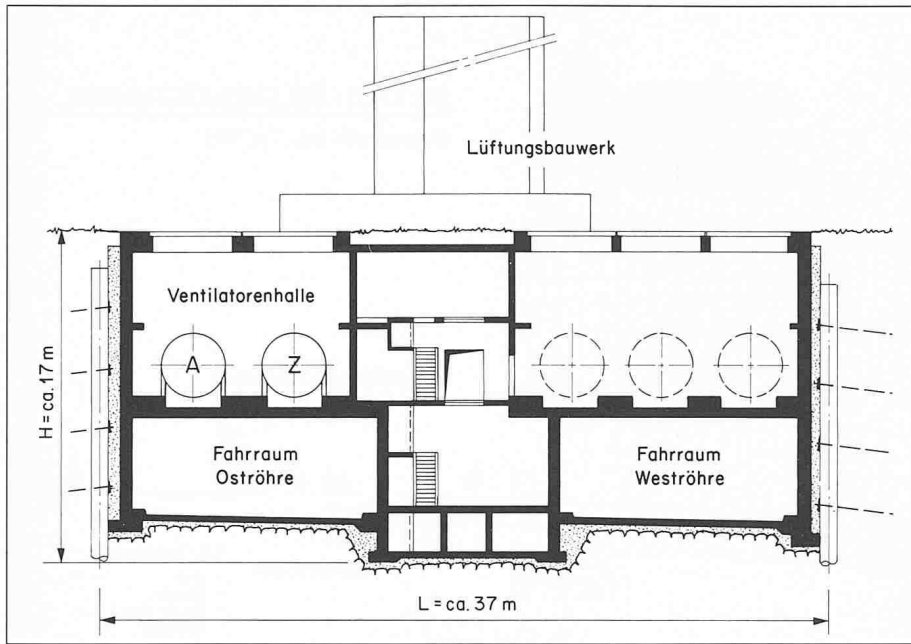 Lüftungsbauwerk
Ventilatorenhalle
A
Z
H = ca. 17 m
Fahrraum
Oströhre
Fahrraum
Weströhre
L = ca. 37 m